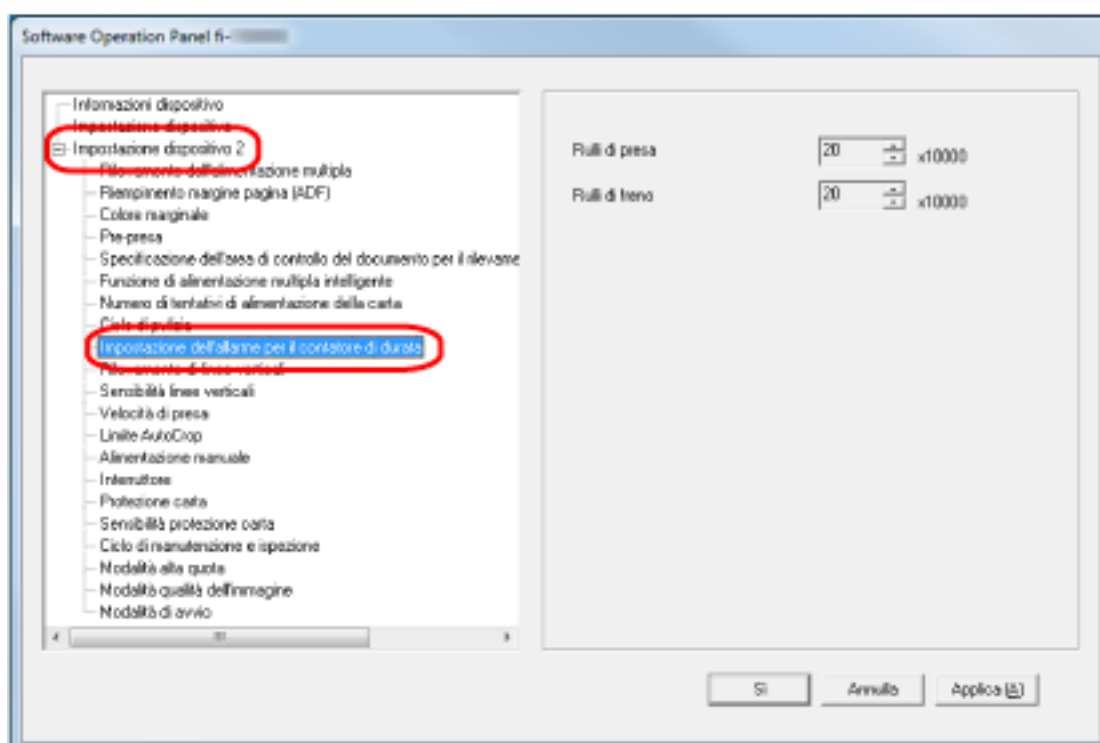 Software Operation Panel fi-
Informazioni dispositivo
Impostazione dispositivo
Impostazione dispositivo 2
Rilevamento dell'alimentazione multipla
Riempimento margine pagina (ADF)
Colore marginale
Pre-presa
Specificazione dell'area di controllo del documento per il rilevame
Funzione di alimentazione multipla intelligente
Numero di tentativi di alimentazione della carta
Ciclo di pulizia
Impostazione dell'allarme per il contatore di durata
Rilevamento di linee verticali
Sensibilità linee verticali
Velocità di presa
Limite AutoCrop
Alimentazione manuale
Interruttore
Protezione carta
Sensibilità protezione carta
Ciclo di manutenzione e ispezione
Modalità alta quota
Modalità qualità dell'immagine
Modalità di avvio
Rulli di presa 20 x10000
Rulli di freno 20 x10000
Sì Annulla Applica (A)